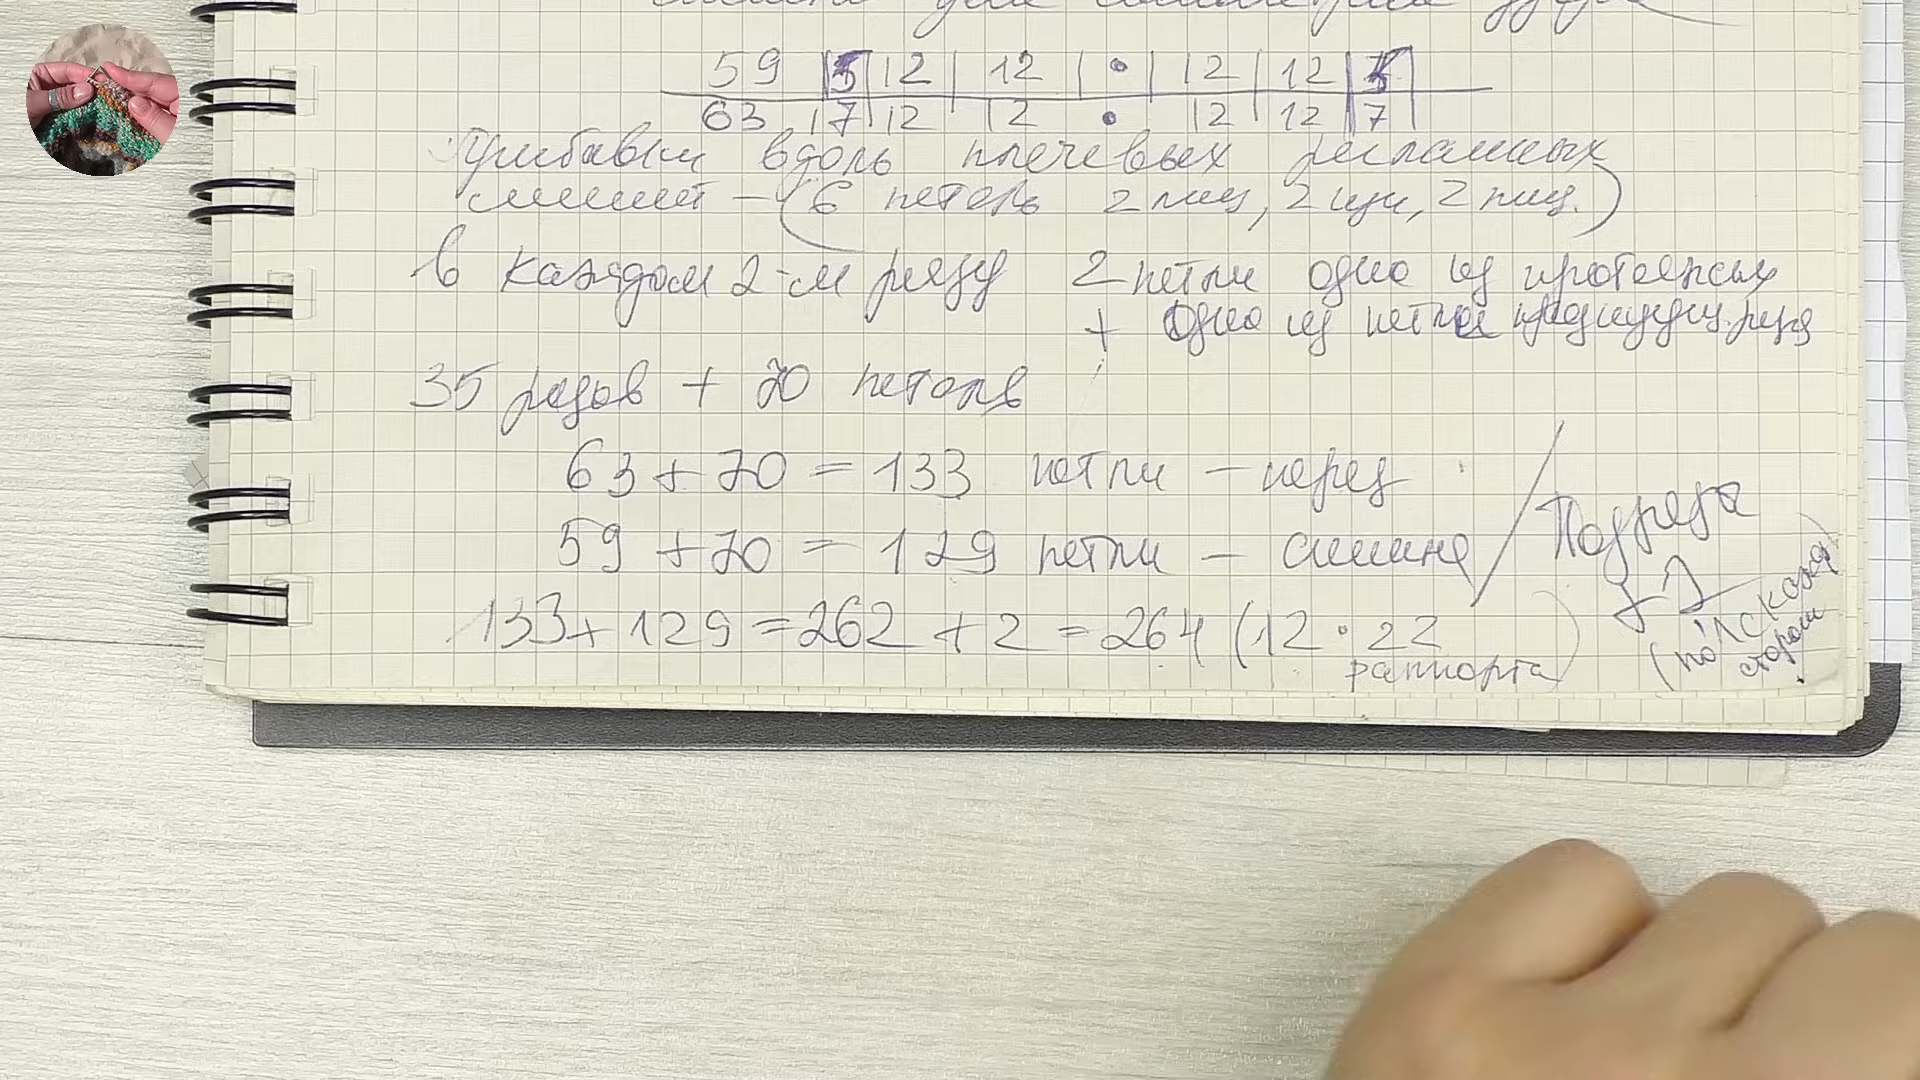 59 | 5 | 12 | 12 | • | 12 | 12 | 5
63 | 7 | 12 | 12 | • | 12 | 12 | 7
Прибавки вдоль плечевых регланных
линий – (6 петель 2 лиц, 2 изн, 2 лиц.)
в каждом 2-м ряду 2 петли одна из протяжки
+ одна из петли предыдущ. ряда
35 рядов + 70 петель
63 + 70 = 133 петли – перед
59 + 70 = 129 петли – спинка
Подреза
133 + 129 = 262 + 2 = 264 (12 • 22
раппорта)